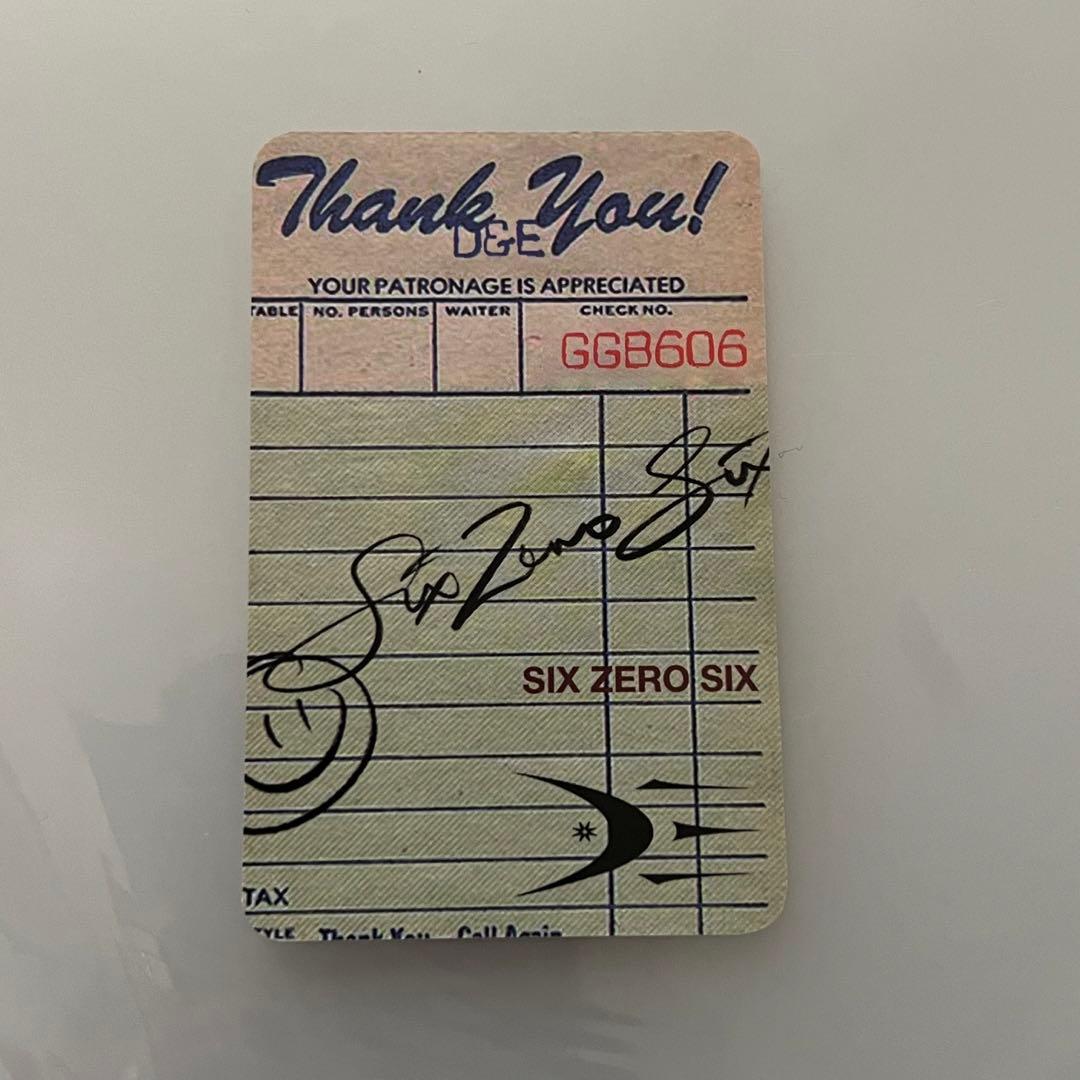 Thank You!
D&E
YOUR PATRONAGE IS APPRECIATED
TABLE NO. PERSONS WAITER CHECK NO.
GGB606
Six Zero Six
SIX ZERO SIX
DE
TAX
Thank You Call Again